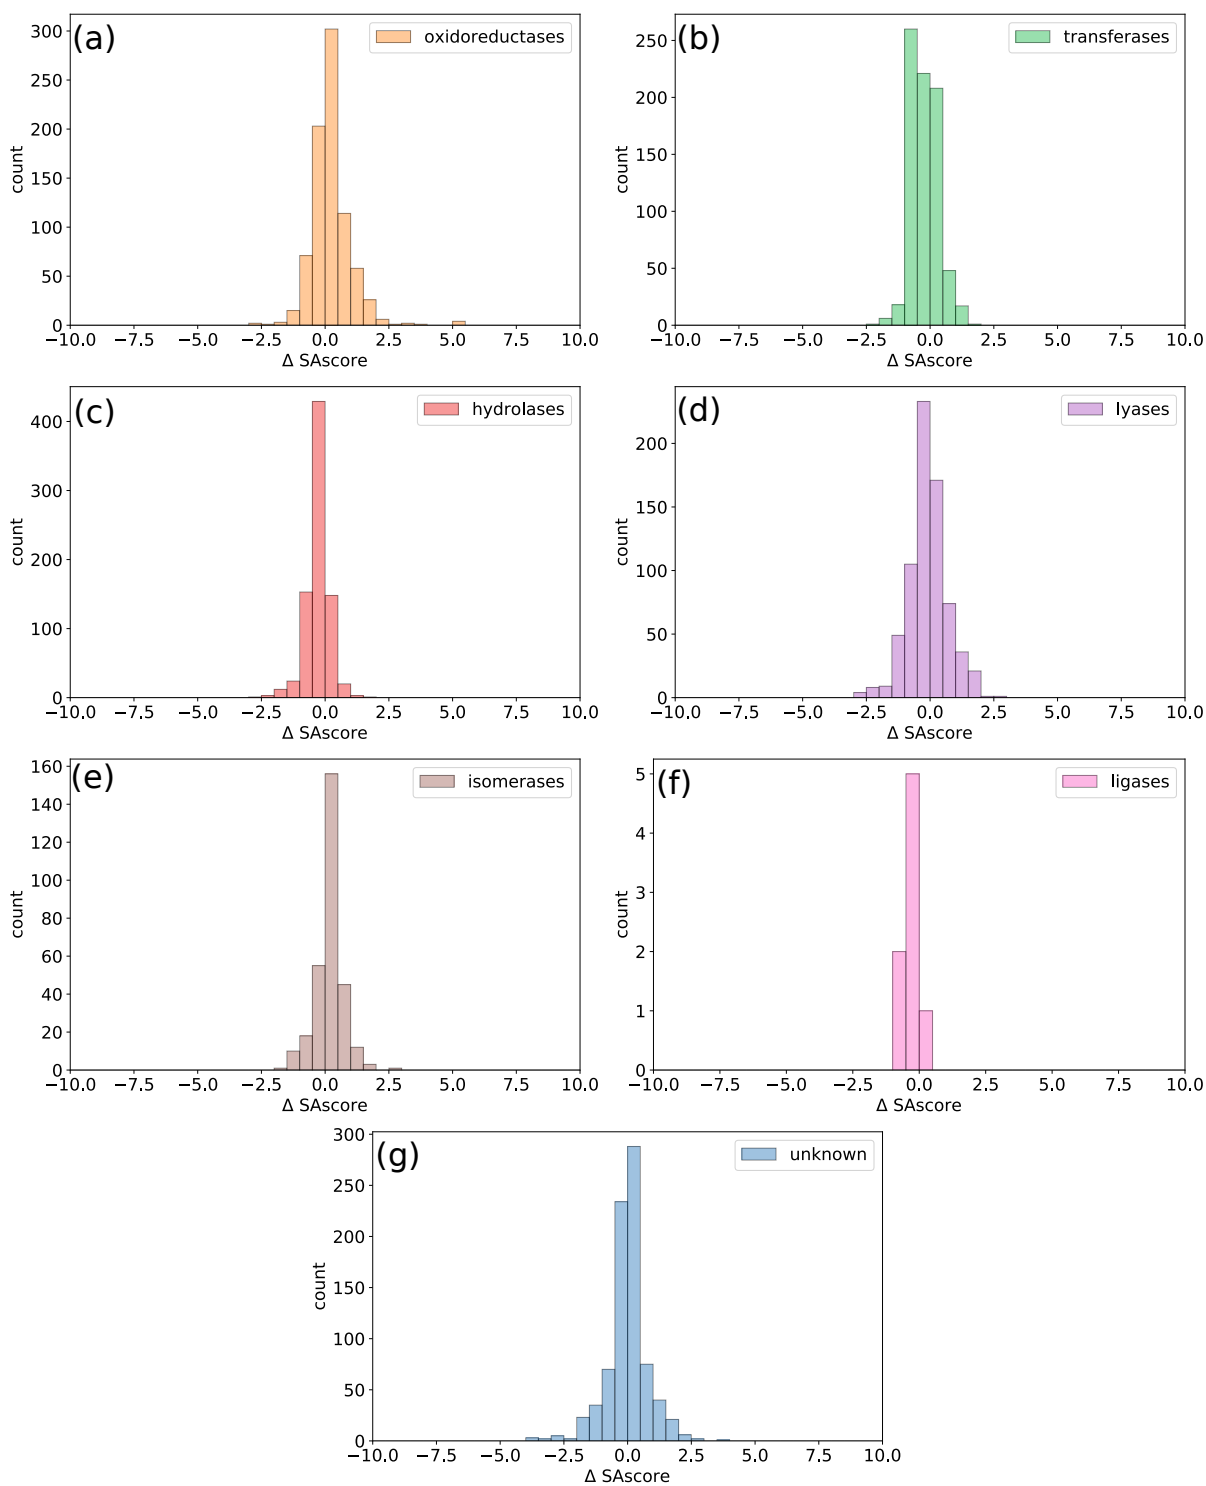 (a)
oxidoreductases
300
250
200
150
100
50
0
count
−10.0 −7.5 −5.0 −2.5 0.0 2.5 5.0 7.5 10.0
Δ SAscore
(b)
transferases
250
200
150
100
50
0
count
−10.0 −7.5 −5.0 −2.5 0.0 2.5 5.0 7.5 10.0
Δ SAscore
(c)
hydrolases
400
300
200
100
0
count
−10.0 −7.5 −5.0 −2.5 0.0 2.5 5.0 7.5 10.0
Δ SAscore
(d)
lyases
200
150
100
50
0
count
−10.0 −7.5 −5.0 −2.5 0.0 2.5 5.0 7.5 10.0
Δ SAscore
(e)
isomerases
160
140
120
100
80
60
40
20
0
count
−10.0 −7.5 −5.0 −2.5 0.0 2.5 5.0 7.5 10.0
Δ SAscore
(f)
ligases
5
4
3
2
1
0
count
−10.0 −7.5 −5.0 −2.5 0.0 2.5 5.0 7.5 10.0
Δ SAscore
(g)
unknown
300
250
200
150
100
50
0
count
−10.0 −7.5 −5.0 −2.5 0.0 2.5 5.0 7.5 10.0
Δ SAscore